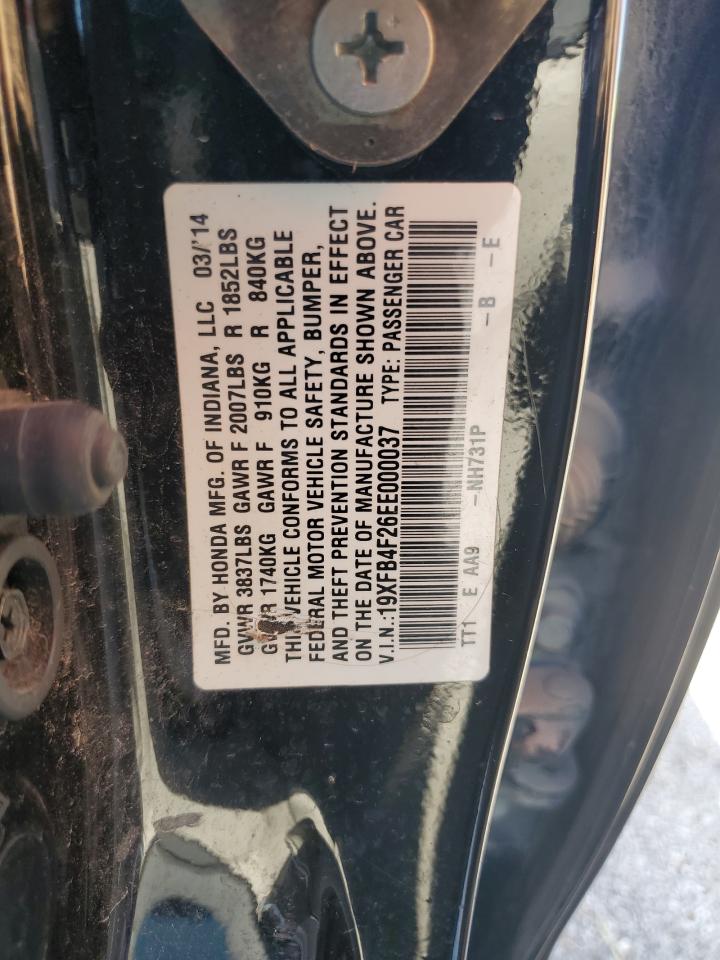 MFD. BY HONDA MFG. OF INDIANA, LLC 03/'14
GVWR 3837LBS GAWR F 2007LBS R 1852LBS
GVWR 1740KG GAWR F 910KG R 840KG
THIS VEHICLE CONFORMS TO ALL APPLICABLE
FEDERAL MOTOR VEHICLE SAFETY, BUMPER,
AND THEFT PREVENTION STANDARDS IN EFFECT
ON THE DATE OF MANUFACTURE SHOWN ABOVE.
V.I.N.:19XFB4F26EE000037 TYPE: PASSENGER CAR
TT1 E AA9 -NH731P -B -E